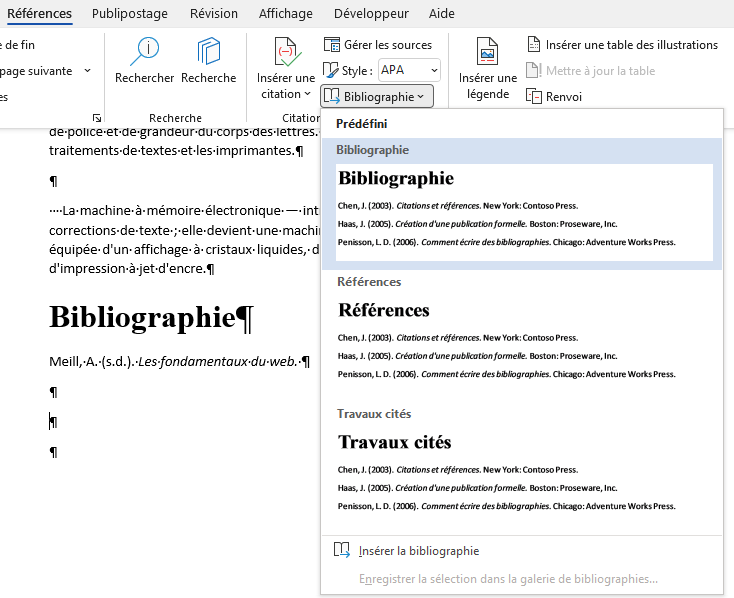 Références Publipostage Révision Affichage Développeur Aide
e de fin
page suivante
es
Rechercher Recherche
Recherche
Insérer une citation
Citation
Gérer les sources
Style : APA
Bibliographie
Insérer une légende
Insérer une table des illustrations
Mettre à jour la table
Renvoi
de·police·et·de·grandeur·du·corps·des·lettres.
traitements·de·textes·et·les·imprimantes.¶
¶
····La·machine·à·mémoire·électronique·—·int
corrections·de·texte·;·elle·devient·une·machin
équipée·d'un·affichage·à·cristaux·liquides,·d
d'impression·à·jet·d'encre.¶
Bibliographie¶
Meill,·A.·(s.d.).·Les·fondamentaux·du·web.·¶
¶
¶
¶
Prédéfini
Bibliographie
Bibliographie
Chen, J. (2003). Citations et références. New York: Contoso Press.
Haas, J. (2005). Création d'une publication formelle. Boston: Proseware, Inc.
Penisson, L. D. (2006). Comment écrire des bibliographies. Chicago: Adventure Works Press.
Références
Références
Chen, J. (2003). Citations et références. New York: Contoso Press.
Haas, J. (2005). Création d'une publication formelle. Boston: Proseware, Inc.
Penisson, L. D. (2006). Comment écrire des bibliographies. Chicago: Adventure Works Press.
Travaux cités
Travaux cités
Chen, J. (2003). Citations et références. New York: Contoso Press.
Haas, J. (2005). Création d'une publication formelle. Boston: Proseware, Inc.
Penisson, L. D. (2006). Comment écrire des bibliographies. Chicago: Adventure Works Press.
Insérer la bibliographie
Enregistrer la sélection dans la galerie de bibliographies...